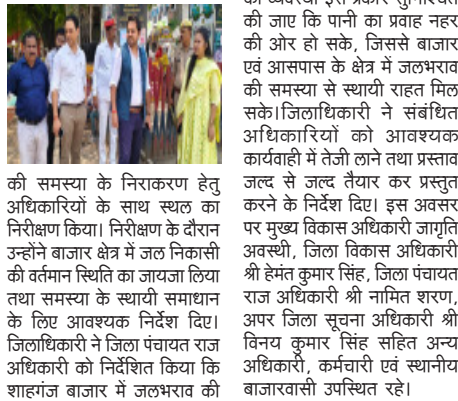 की समस्या के निराकरण हेतु
अधिकारियों के साथ स्थल का
निरीक्षण किया। निरीक्षण के दौरान
उन्होंने बाजार क्षेत्र में जल निकासी
की वर्तमान स्थिति का जायजा लिया
तथा समस्या के स्थायी समाधान
के लिए आवश्यक निर्देश दिए।
जिलाधिकारी ने जिला पंचायत राज
अधिकारी को निर्देशित किया कि
शाहगंज बाजार में जलभराव की
की व्यवस्था इस प्रकार सुनिश्चित
की जाए कि पानी का प्रवाह नहर
की ओर हो सके, जिससे बाजार
एवं आसपास के क्षेत्र में जलभराव
की समस्या से स्थायी राहत मिल
सके।जिलाधिकारी ने संबंधित
अधिकारियों को आवश्यक
कार्यवाही में तेजी लाने तथा प्रस्ताव
जल्द से जल्द तैयार कर प्रस्तुत
करने के निर्देश दिए। इस अवसर
पर मुख्य विकास अधिकारी जागृति
अवस्थी, जिला विकास अधिकारी
श्री हेमंत कुमार सिंह, जिला पंचायत
राज अधिकारी श्री नामित शरण,
अपर जिला सूचना अधिकारी श्री
विनय कुमार सिंह सहित अन्य
अधिकारी, कर्मचारी एवं स्थानीय
बाजारवासी उपस्थित रहे।